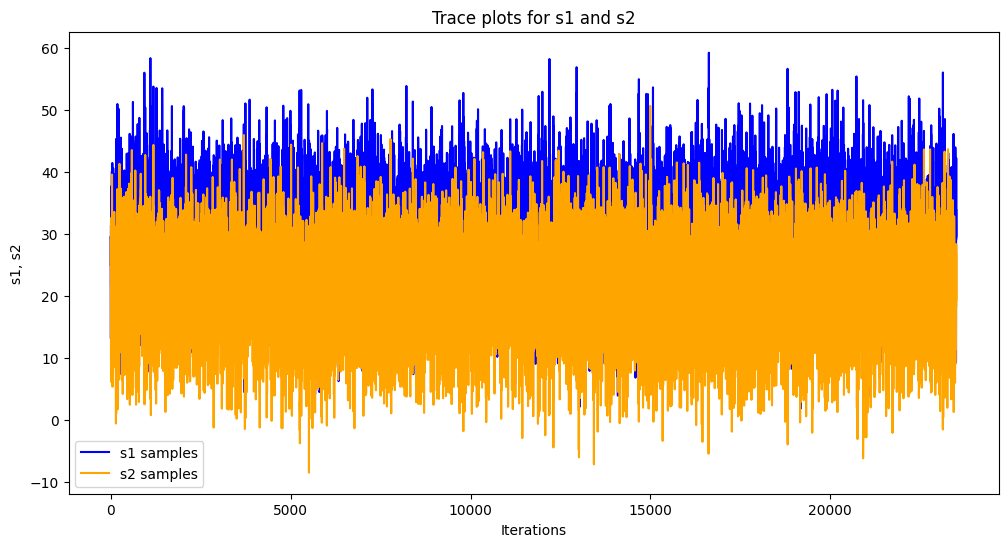 Trace plots for s1 and s2
60
50
40
30
20
10
0
−10
s1, s2
s1 samples
s2 samples
0 5000 10000 15000 20000
Iterations